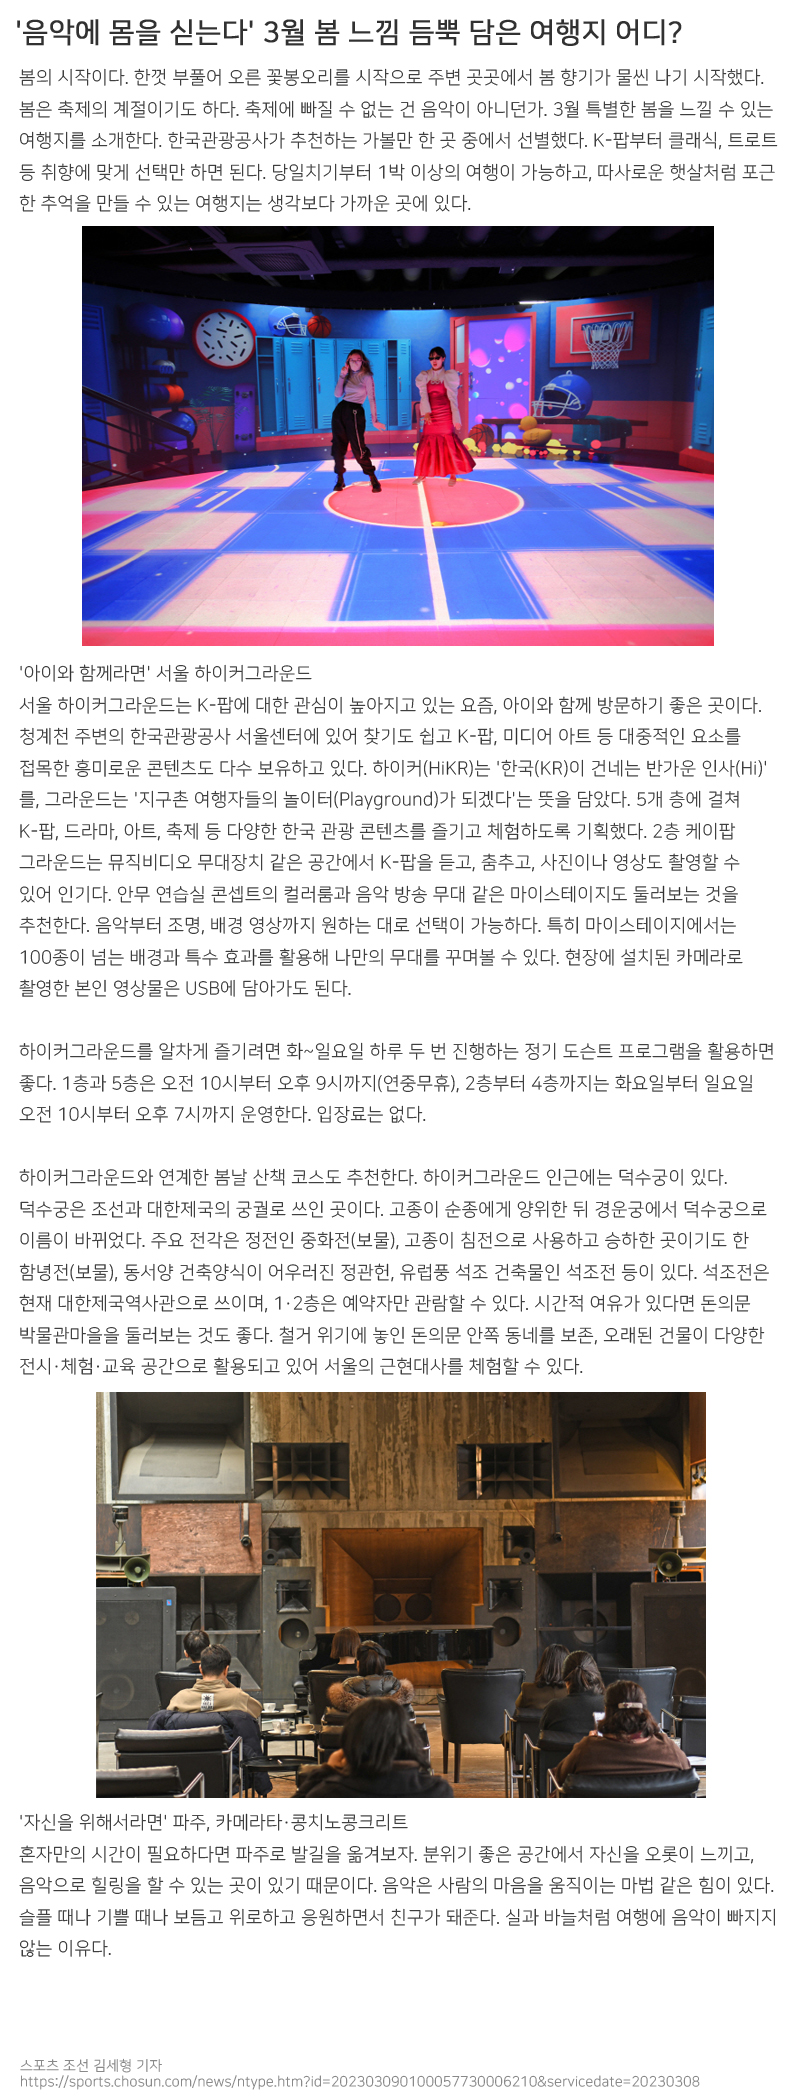 '음악에 몸을 싣는다' 3월 봄 느낌 듬뿍 담은 여행지 어디?
봄의 시작이다. 한껏 부풀어 오른 꽃봉오리를 시작으로 주변 곳곳에서 봄 향기가 물씬 나기 시작했다.
봄은 축제의 계절이기도 하다. 축제에 빠질 수 없는 건 음악이 아니던가. 3월 특별한 봄을 느낄 수 있는
여행지를 소개한다. 한국관광공사가 추천하는 가볼만 한 곳 중에서 선별했다. K-팝부터 클래식, 트로트
등 취향에 맞게 선택만 하면 된다. 당일치기부터 1박 이상의 여행이 가능하고, 따사로운 햇살처럼 포근
한 추억을 만들 수 있는 여행지는 생각보다 가까운 곳에 있다.
'아이와 함께라면' 서울 하이커그라운드
서울 하이커그라운드는 K-팝에 대한 관심이 높아지고 있는 요즘, 아이와 함께 방문하기 좋은 곳이다.
청계천 주변의 한국관광공사 서울센터에 있어 찾기도 쉽고 K-팝, 미디어 아트 등 대중적인 요소를
접목한 흥미로운 콘텐츠도 다수 보유하고 있다. 하이커(HiKR)는 '한국(KR)이 건네는 반가운 인사(Hi)'
를, 그라운드는 '지구촌 여행자들의 놀이터(Playground)가 되겠다'는 뜻을 담았다. 5개 층에 걸쳐
K-팝, 드라마, 아트, 축제 등 다양한 한국 관광 콘텐츠를 즐기고 체험하도록 기획했다. 2층 케이팝
그라운드는 뮤직비디오 무대장치 같은 공간에서 K-팝을 듣고, 춤추고, 사진이나 영상도 촬영할 수
있어 인기다. 안무 연습실 콘셉트의 컬러룸과 음악 방송 무대 같은 마이스테이지도 둘러보는 것을
추천한다. 음악부터 조명, 배경 영상까지 원하는 대로 선택이 가능하다. 특히 마이스테이지에서는
100종이 넘는 배경과 특수 효과를 활용해 나만의 무대를 꾸며볼 수 있다. 현장에 설치된 카메라로
촬영한 본인 영상물은 USB에 담아가도 된다.
하이커그라운드를 알차게 즐기려면 화~일요일 하루 두 번 진행하는 정기 도슨트 프로그램을 활용하면
좋다. 1층과 5층은 오전 10시부터 오후 9시까지(연중무휴), 2층부터 4층까지는 화요일부터 일요일
오전 10시부터 오후 7시까지 운영한다. 입장료는 없다.
하이커그라운드와 연계한 봄날 산책 코스도 추천한다. 하이커그라운드 인근에는 덕수궁이 있다.
덕수궁은 조선과 대한제국의 궁궐로 쓰인 곳이다. 고종이 순종에게 양위한 뒤 경운궁에서 덕수궁으로
이름이 바뀌었다. 주요 전각은 정전인 중화전(보물), 고종이 침전으로 사용하고 승하한 곳이기도 한
함녕전(보물), 동서양 건축양식이 어우러진 정관헌, 유럽풍 석조 건축물인 석조전 등이 있다. 석조전은
현재 대한제국역사관으로 쓰이며, 1·2층은 예약자만 관람할 수 있다. 시간적 여유가 있다면 돈의문
박물관마을을 둘러보는 것도 좋다. 철거 위기에 놓인 돈의문 안쪽 동네를 보존, 오래된 건물이 다양한
전시·체험·교육 공간으로 활용되고 있어 서울의 근현대사를 체험할 수 있다.
'자신을 위해서라면' 파주, 카메라타·콩치노콩크리트
혼자만의 시간이 필요하다면 파주로 발길을 옮겨보자. 분위기 좋은 공간에서 자신을 오롯이 느끼고,
음악으로 힐링을 할 수 있는 곳이 있기 때문이다. 음악은 사람의 마음을 움직이는 마법 같은 힘이 있다.
슬플 때나 기쁠 때나 보듬고 위로하고 응원하면서 친구가 돼준다. 실과 바늘처럼 여행에 음악이 빠지지
않는 이유다.
스포츠 조선 김세형 기자
https://sports.chosun.com/news/ntype.htm?id=202303090100057730006210&servicedate=20230308